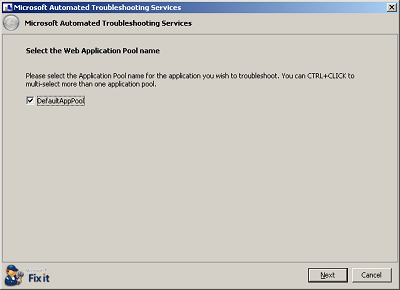 Microsoft Automated Troubleshooting Services
Microsoft Automated Troubleshooting Services
Select the Web Application Pool name
Please select the Application Pool name for the application you wish to troubleshoot. You can CTRL+CLICK to
multi-select more than one application pool.
DefaultAppPool
Microsoft
Fix it
Next
Cancel